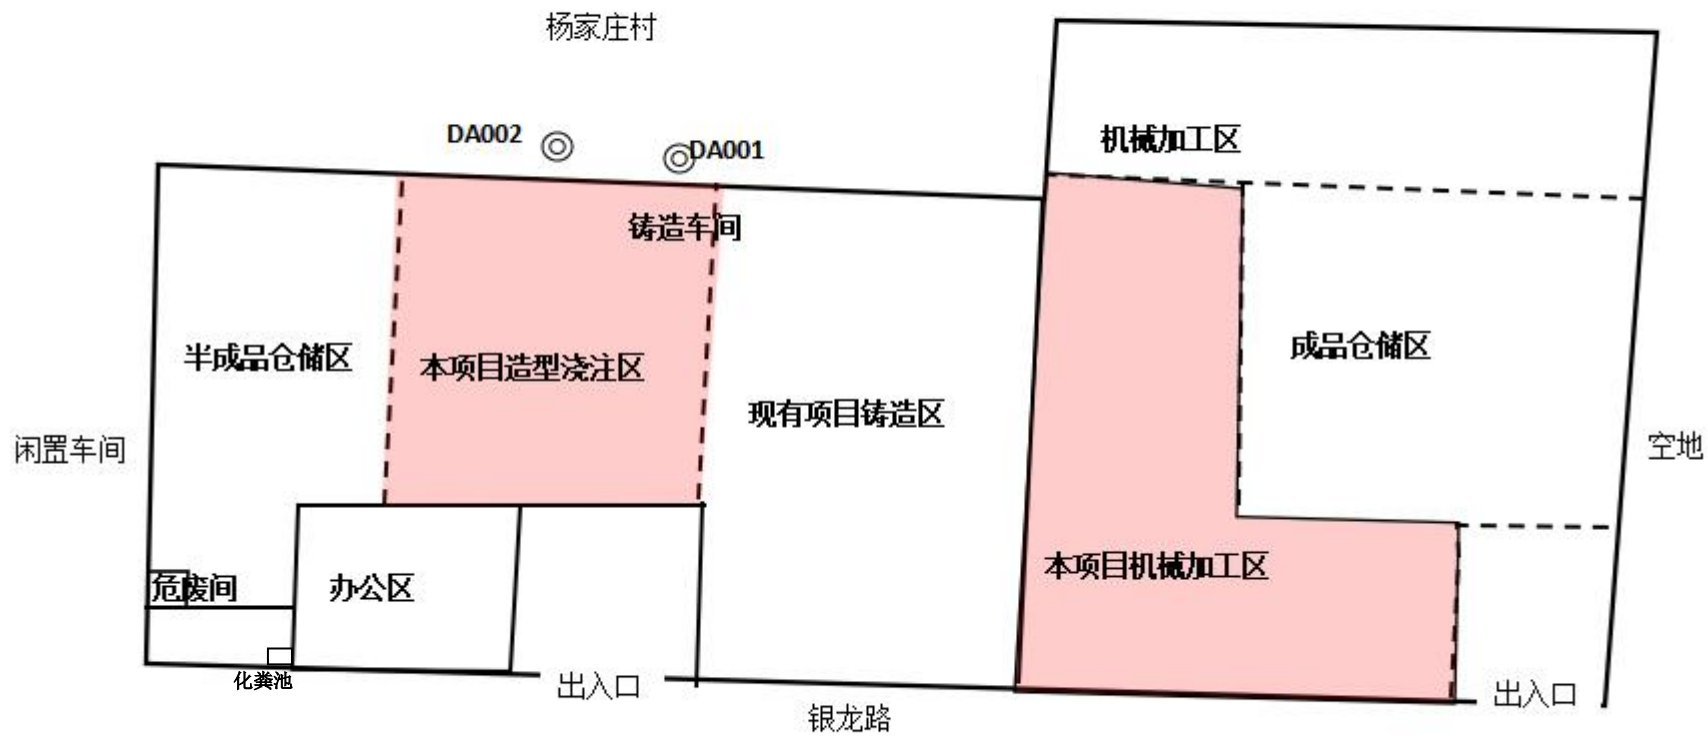 杨家庄村
DA002
DA001
机械加工区
铸造车间
半成品仓储区
本项目造型浇注区
成品仓储区
现有项目铸造区
闲置车间
空地
危废间
办公区
本项目机械加工区
化粪池
出入口
出入口
银龙路